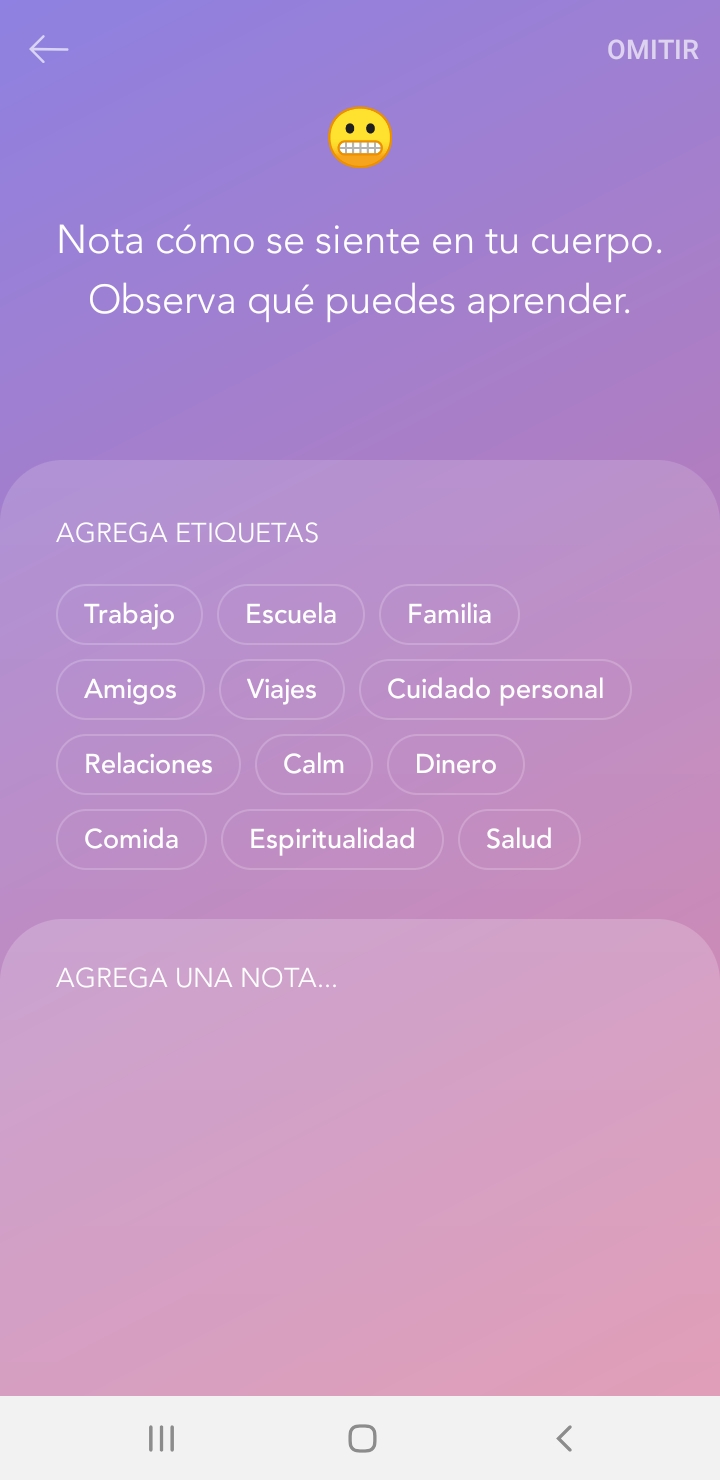 OMITIR
Nota cómo se siente en tu cuerpo.
Observa qué puedes aprender.
AGREGA ETIQUETAS
Trabajo Escuela Familia
Amigos Viajes Cuidado personal
Relaciones Calm Dinero
Comida Espiritualidad Salud
AGREGA UNA NOTA...